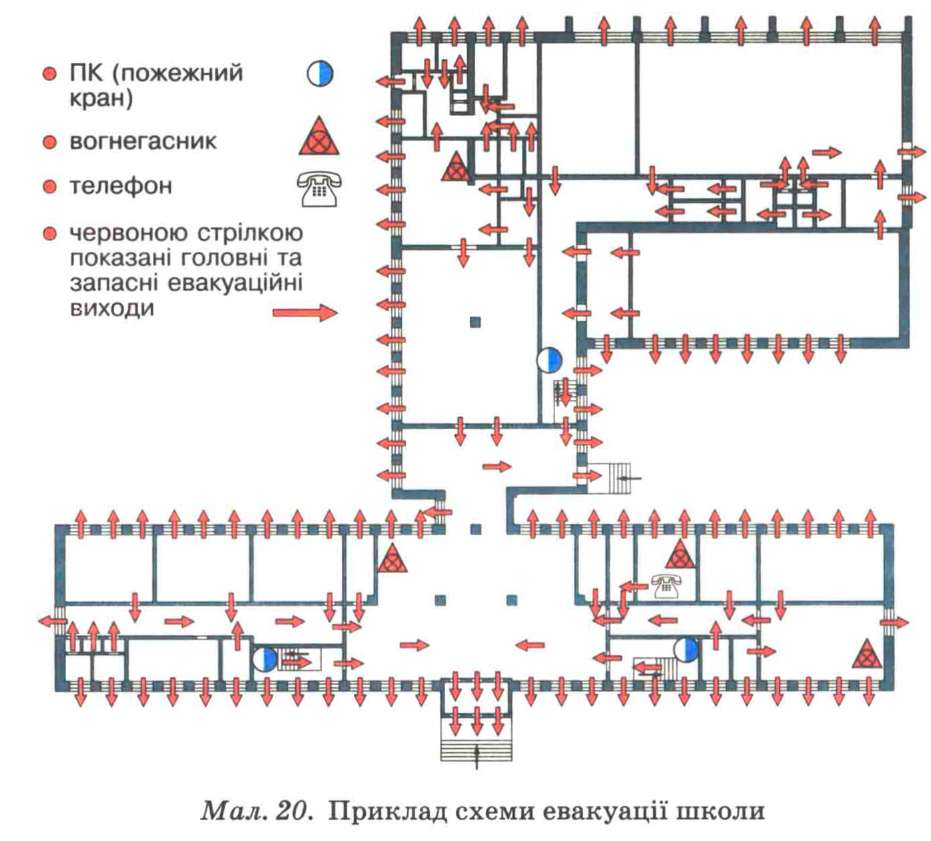 ПК (пожежний
кран)
вогнегасник
телефон
червоною стрілкою
показані головні та
запасні евакуаційні
виходи
Мал. 20. Приклад схеми евакуації школи